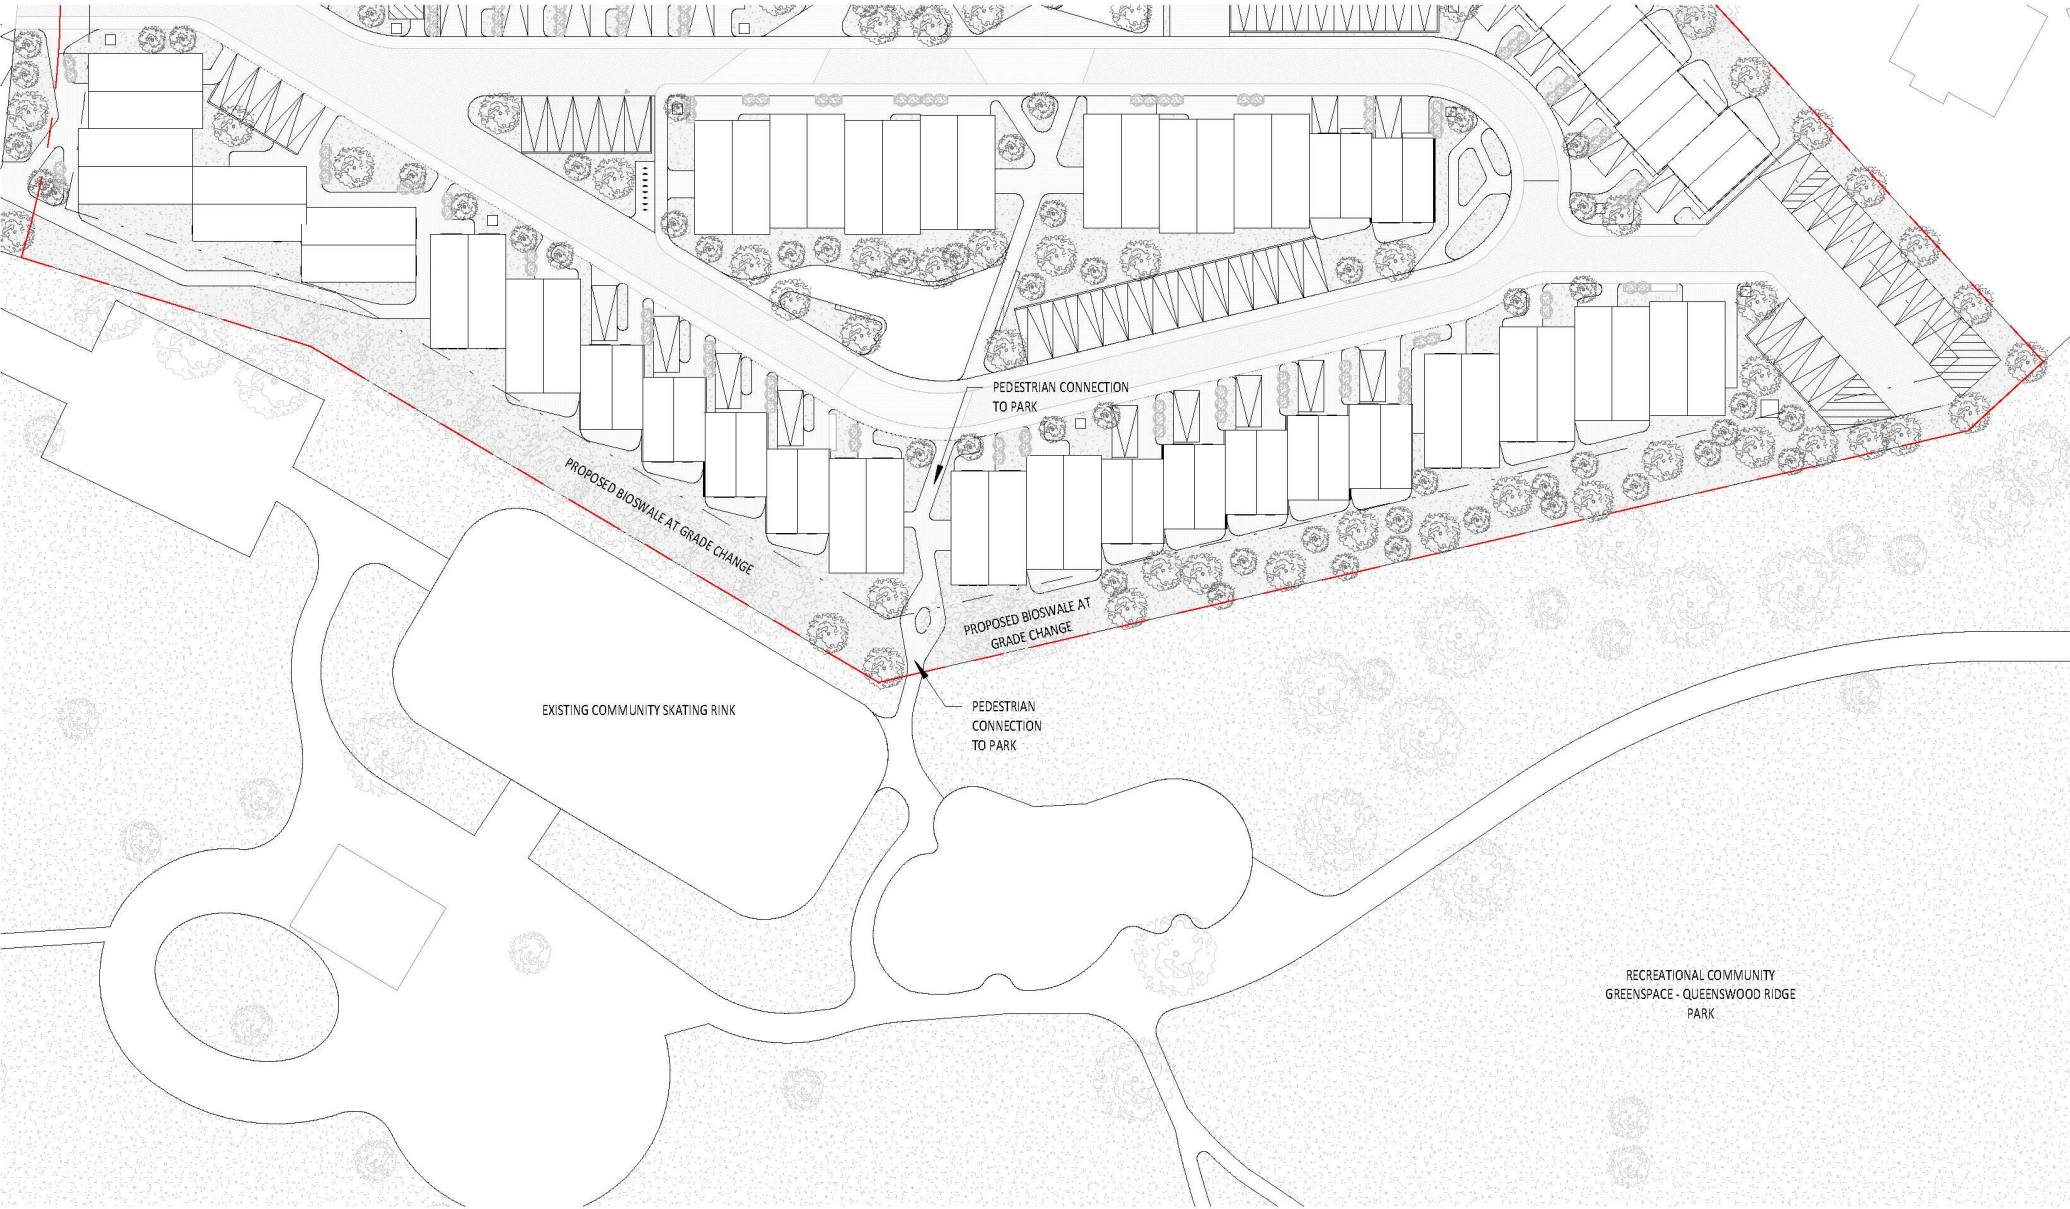 PEDESTRIAN CONNECTION
TO PARK
PROPOSED BIOSWALE AT GRADE CHANGE
PROPOSED BIOSWALE AT
GRADE CHANGE
EXISTING COMMUNITY SKATING RINK
PEDESTRIAN
CONNECTION
TO PARK
RECREATIONAL COMMUNITY
GREENSPACE - QUEENSWOOD RIDGE
PARK